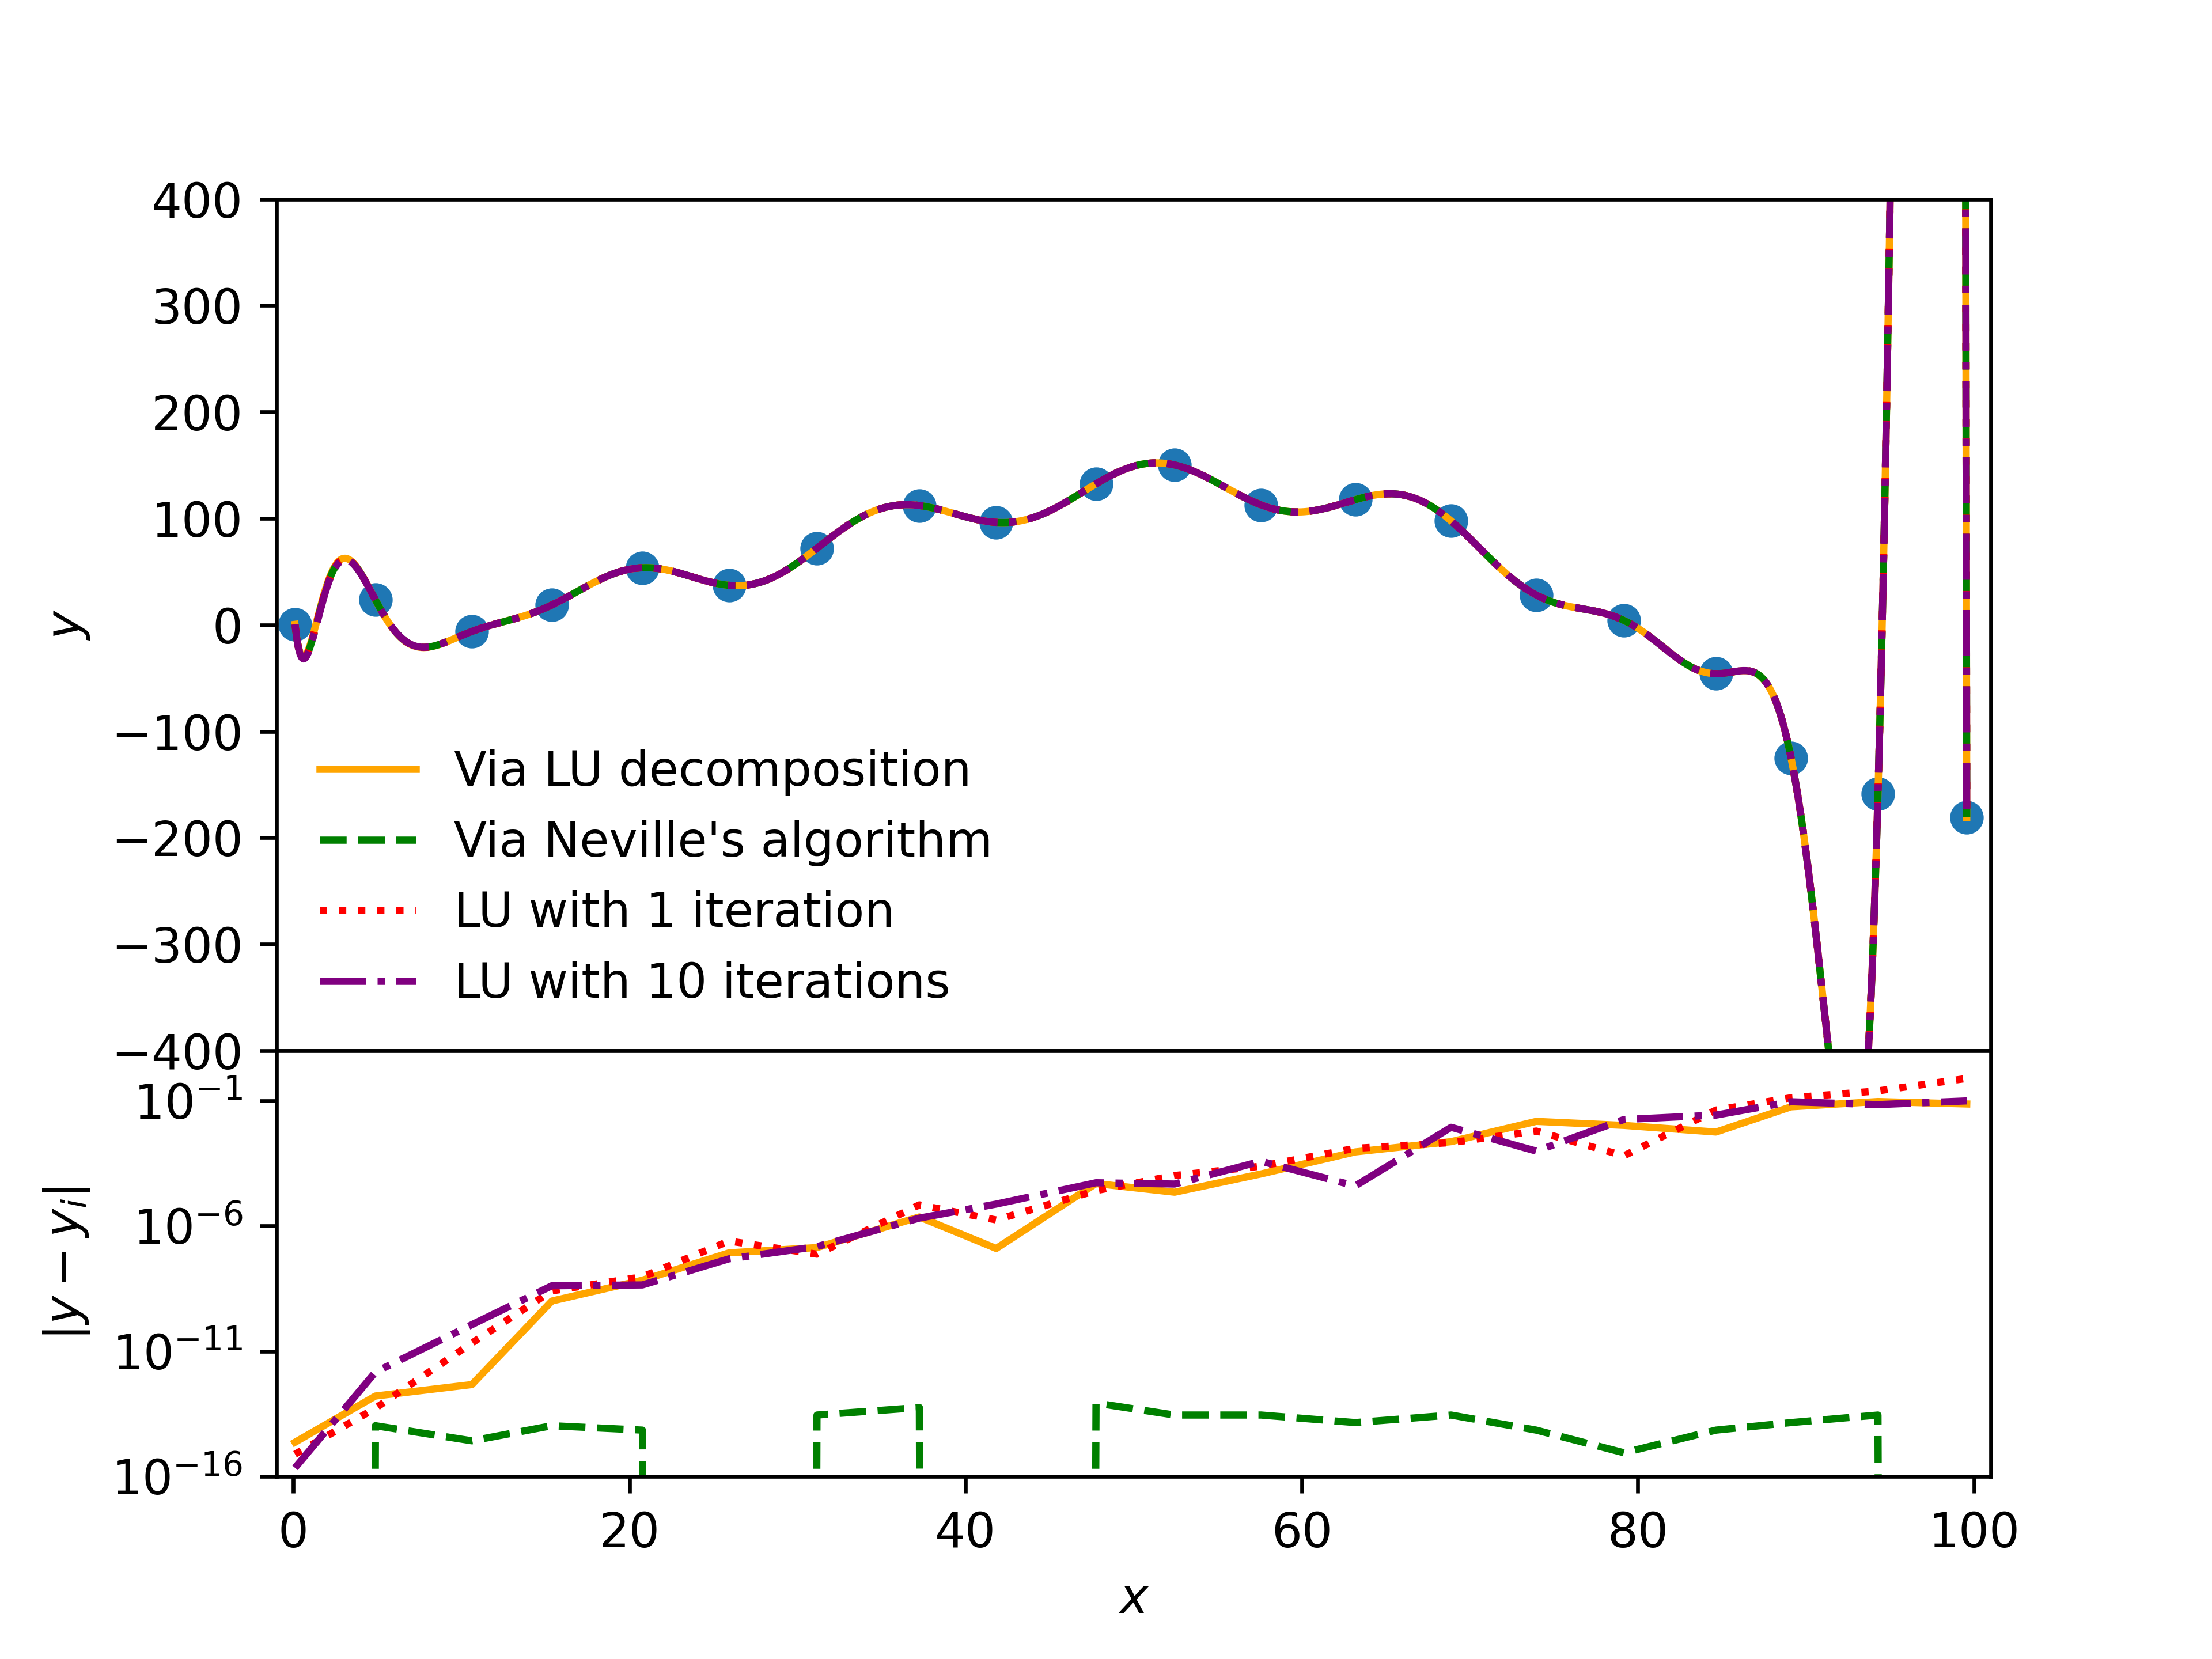 400
300
200
100
0
−100
−200
−300
−400
y
Via LU decomposition
Via Neville's algorithm
LU with 1 iteration
LU with 10 iterations
10⁻¹
10⁻⁶
10⁻¹¹
10⁻¹⁶
|y − yᵢ|
0 20 40 60 80 100
x